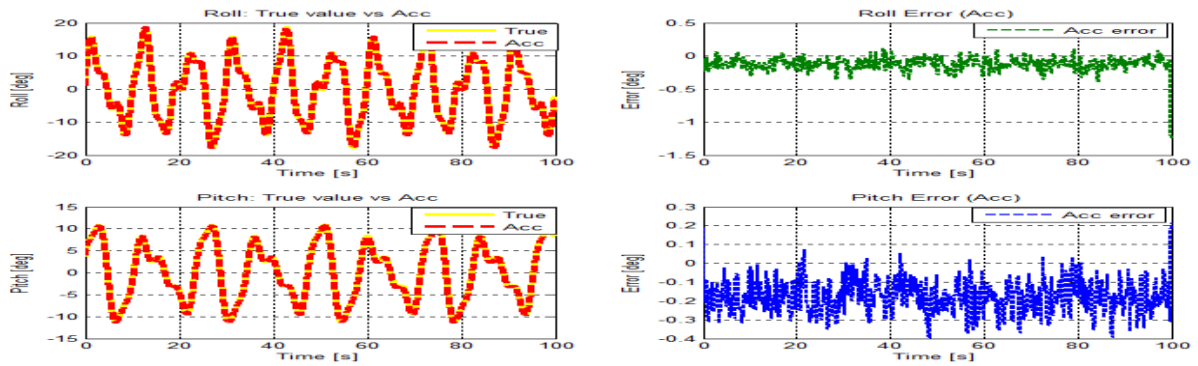 Roll: True value vs Acc
20
10
0
-10
-20
Roll [deg]
True
Acc
0 20 40 60 80 100
Time [s]
Roll Error (Acc)
0.5
0
-0.5
-1
-1.5
Error [deg]
Acc error
0 20 40 60 80 100
Time [s]
Pitch: True value vs Acc
15
10
5
0
-5
-10
-15
Pitch [deg]
True
Acc
0 20 40 60 80 100
Time [s]
Pitch Error (Acc)
0.3
0.2
0.1
0
-0.1
-0.2
-0.3
-0.4
Error [deg]
Acc error
0 20 40 60 80 100
Time [s]